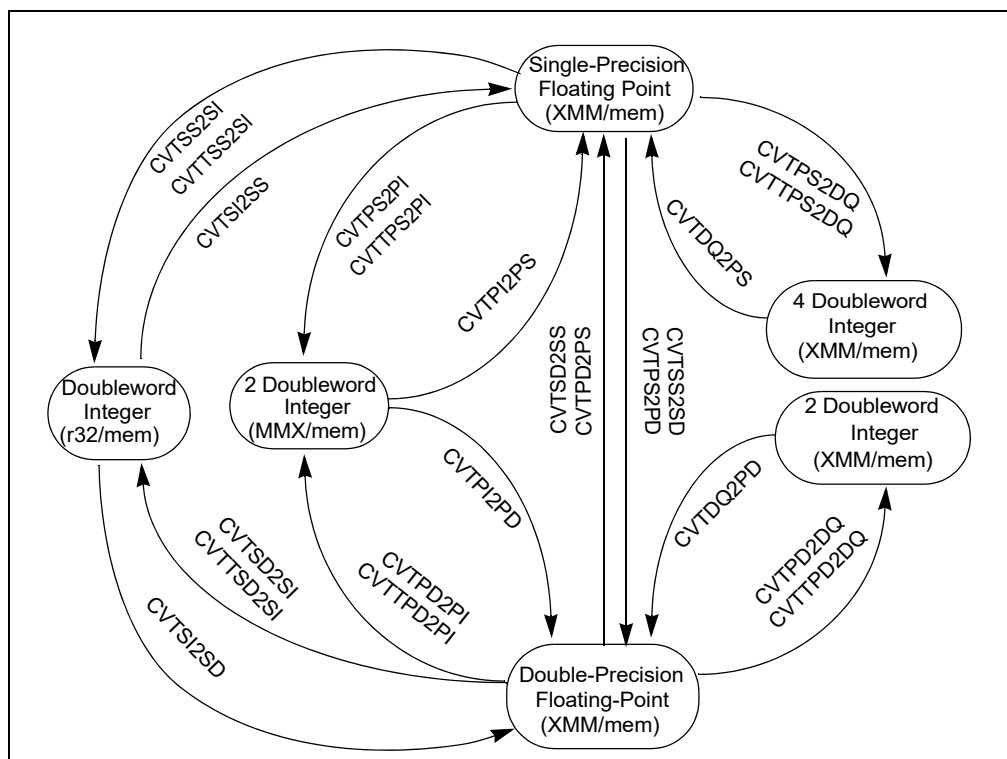 Single-Precision
Floating Point
(XMM/mem)
CVTSS2SI
CVTTSS2SI
CVTSI2SS
CVTPS2PI
CVTTPS2PI
CVTPI2PS
CVTPS2DQ
CVTTPS2DQ
CVTDQ2PS
4 Doubleword
Integer
(XMM/mem)
Doubleword
Integer
(r32/mem)
2 Doubleword
Integer
(MMX/mem)
CVTSD2SS
CVTPD2PS
CVTSS2SD
CVTPS2PD
2 Doubleword
Integer
(XMM/mem)
CVTPI2PD
CVTDQ2PD
CVTSD2SI
CVTTSD2SI
CVTPD2PI
CVTTPD2PI
CVTPD2DQ
CVTTPD2DQ
CVTSI2SD
Double-Precision
Floating-Point
(XMM/mem)